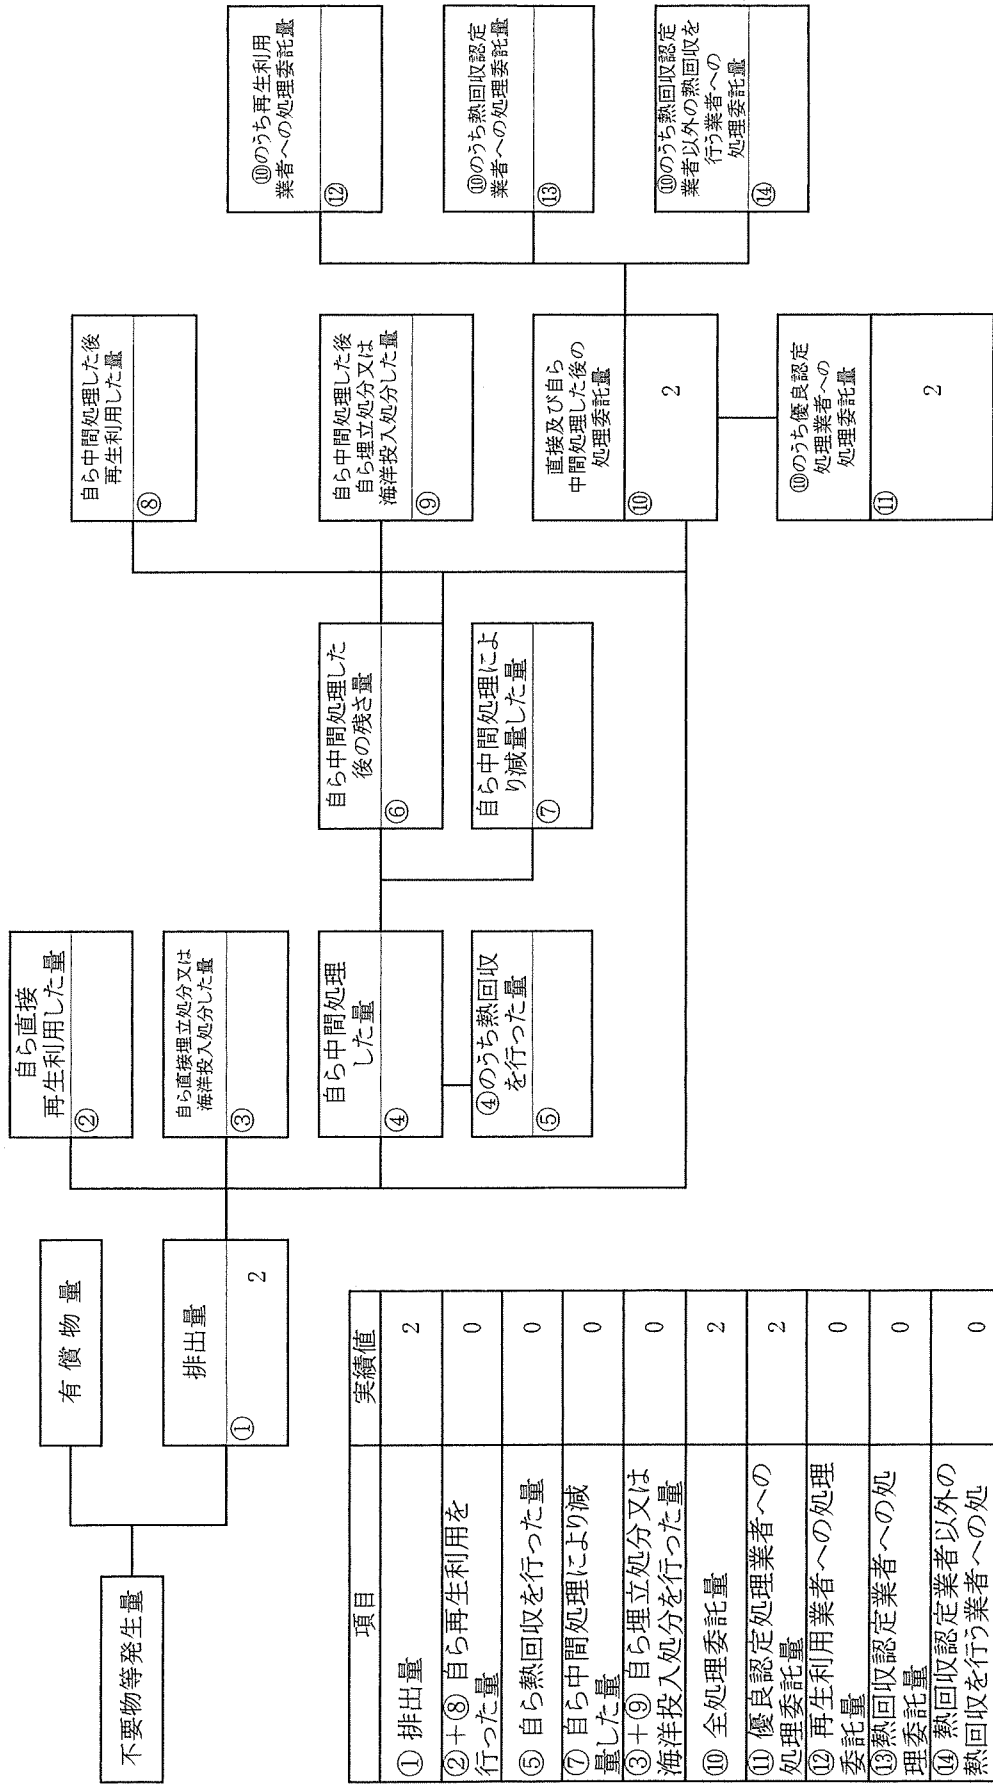 不要物等発生量
有償物量
排出量
①
2
自ら直接
再生利用した量
②
自ら直接埋立処分又は
海洋投入処分した量
③
自ら中間処理
した量
④
④のうち熱回収
を行った量
⑤
自ら中間処理した
後の残さ量
⑥
自ら中間処理によ
り減量した量
⑦
自ら中間処理した後
再生利用した量
⑧
自ら中間処理した後
自ら埋立処分又は
海洋投入処分した量
⑨
直接及び自ら
中間処理した後の
処理委託量
⑩
2
⑩のうち優良認定
処理業者への
処理委託量
⑪
2
⑩のうち再生利用
業者への処理委託量
⑫
⑩のうち熱回収認定
業者への処理委託量
⑬
⑩のうち熱回収認定
業者以外の熱回収を
行う業者への
処理委託量
⑭
項目 実績値
① 排出量 2
②+⑧ 自ら再生利用を
行った量 0
⑤ 自ら熱回収を行った量 0
⑦ 自ら中間処理により減
量した量 0
③+⑨ 自ら埋立処分又は
海洋投入処分を行った量 0
⑩ 全処理委託量 2
⑪ 優良認定処理業者への
処理委託量 2
⑫ 再生利用業者への処理
委託量 0
⑬熱回収認定業者への処
理委託量 0
⑭ 熱回収認定業者以外の
熱回収を行う業者への処 0